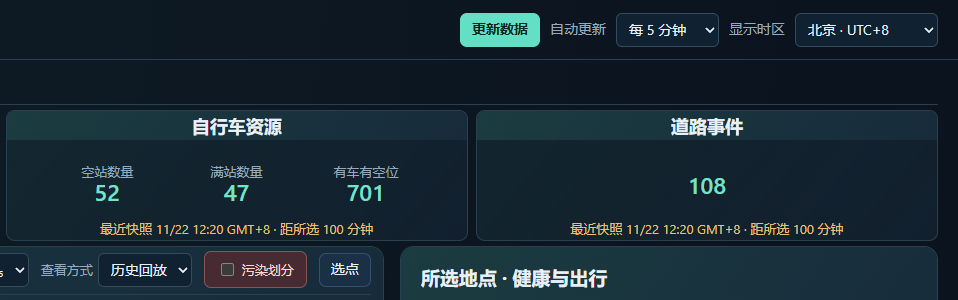 更新数据 自动更新 每 5 分钟 显示时区 北京 · UTC+8
自行车资源 道路事件
空站数量 满站数量 有车有空位
52 47 701 108
最近快照 11/22 12:20 GMT+8 · 距所选 100 分钟 最近快照 11/22 12:20 GMT+8 · 距所选 100 分钟
查看方式 历史回放 污染划分 选点
所选地点 · 健康与出行